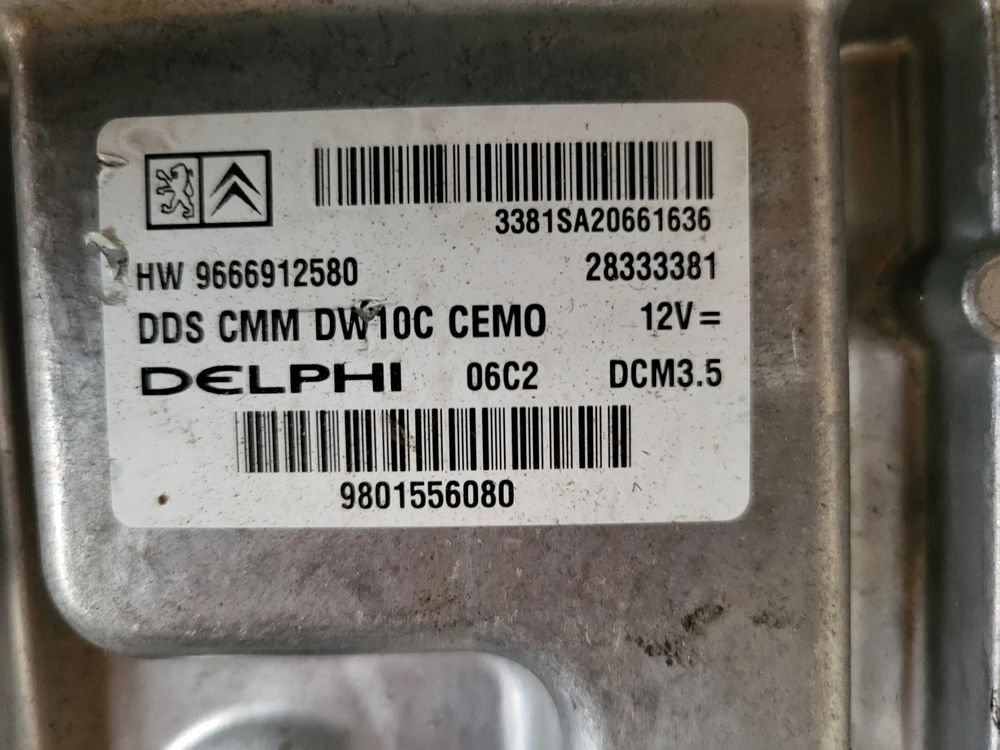 3381SA20661636
HW 9666912580 28333381
DDS CMM DW10C CEMO 12V=
DELPHI 06C2 DCM3.5
9801556080